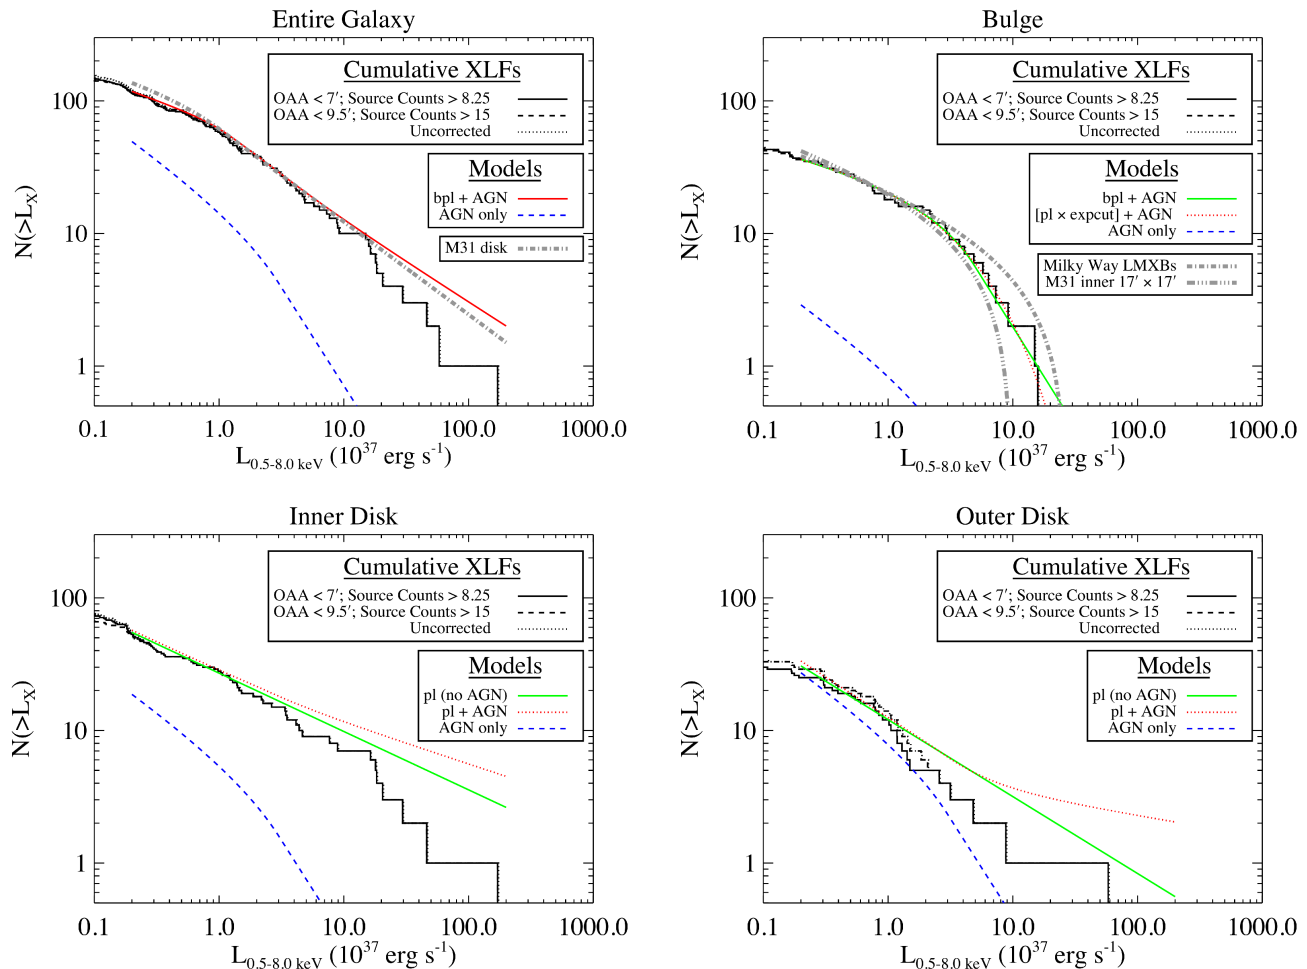 Entire Galaxy
Cumulative XLFs
OAA < 7′; Source Counts > 8.25
OAA < 9.5′; Source Counts > 15
Uncorrected
Models
bpl + AGN
AGN only
M31 disk
N(>L_X)
100
10
1
0.1 1.0 10.0 100.0 1000.0
L_0.5-8.0 keV (10^37 erg s^-1)
Bulge
Cumulative XLFs
OAA < 7′; Source Counts > 8.25
OAA < 9.5′; Source Counts > 15
Uncorrected
Models
bpl + AGN
[pl × expcut] + AGN
AGN only
Milky Way LMXBs
M31 inner 17′ × 17′
N(>L_X)
100
10
1
0.1 1.0 10.0 100.0 1000.0
L_0.5-8.0 keV (10^37 erg s^-1)
Inner Disk
Cumulative XLFs
OAA < 7′; Source Counts > 8.25
OAA < 9.5′; Source Counts > 15
Uncorrected
Models
pl (no AGN)
pl + AGN
AGN only
N(>L_X)
100
10
1
0.1 1.0 10.0 100.0 1000.0
L_0.5-8.0 keV (10^37 erg s^-1)
Outer Disk
Cumulative XLFs
OAA < 7′; Source Counts > 8.25
OAA < 9.5′; Source Counts > 15
Uncorrected
Models
pl (no AGN)
pl + AGN
AGN only
N(>L_X)
100
10
1
0.1 1.0 10.0 100.0 1000.0
L_0.5-8.0 keV (10^37 erg s^-1)